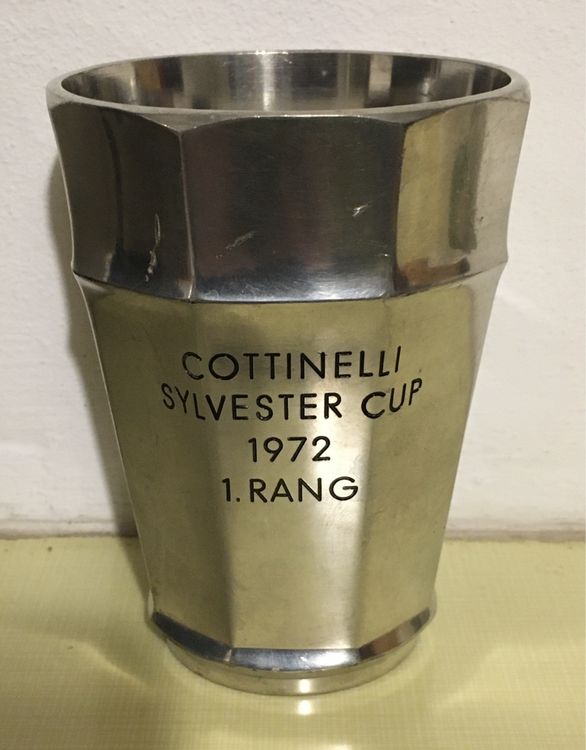 COTTINELLI
SYLVESTER CUP
1972
1. RANG